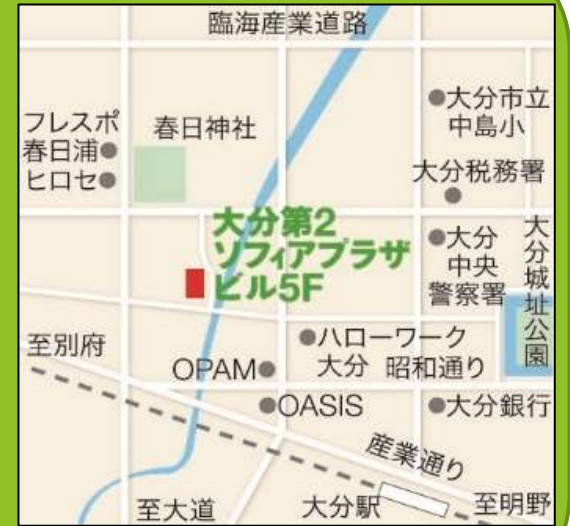 臨海産業道路
大分市立
中島小
フレスポ
春日浦
ヒロセ
春日神社
大分税務署
大分第2
ソフィアプラザ
ビル5F
大分
中央
警察署
大分城址公園
至別府
ハローワーク
大分
昭和通り
OPAM
OASIS
大分銀行
産業通り
至大道
大分駅
至明野